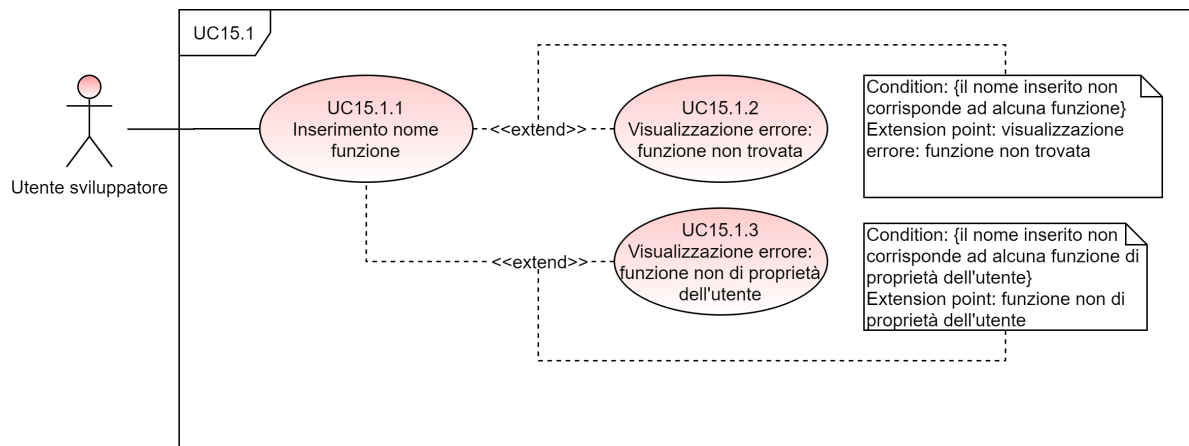 UC15.1
Utente sviluppatore
UC15.1.1
Inserimento nome
funzione
<<extend>>
UC15.1.2
Visualizzazione errore:
funzione non trovata
Condition: {il nome inserito non
corrisponde ad alcuna funzione}
Extension point: visualizzazione
errore: funzione non trovata
<<extend>>
UC15.1.3
Visualizzazione errore:
funzione non di proprietà
dell'utente
Condition: {il nome inserito non
corrisponde ad alcuna funzione di
proprietà dell'utente}
Extension point: funzione non di
proprietà dell'utente